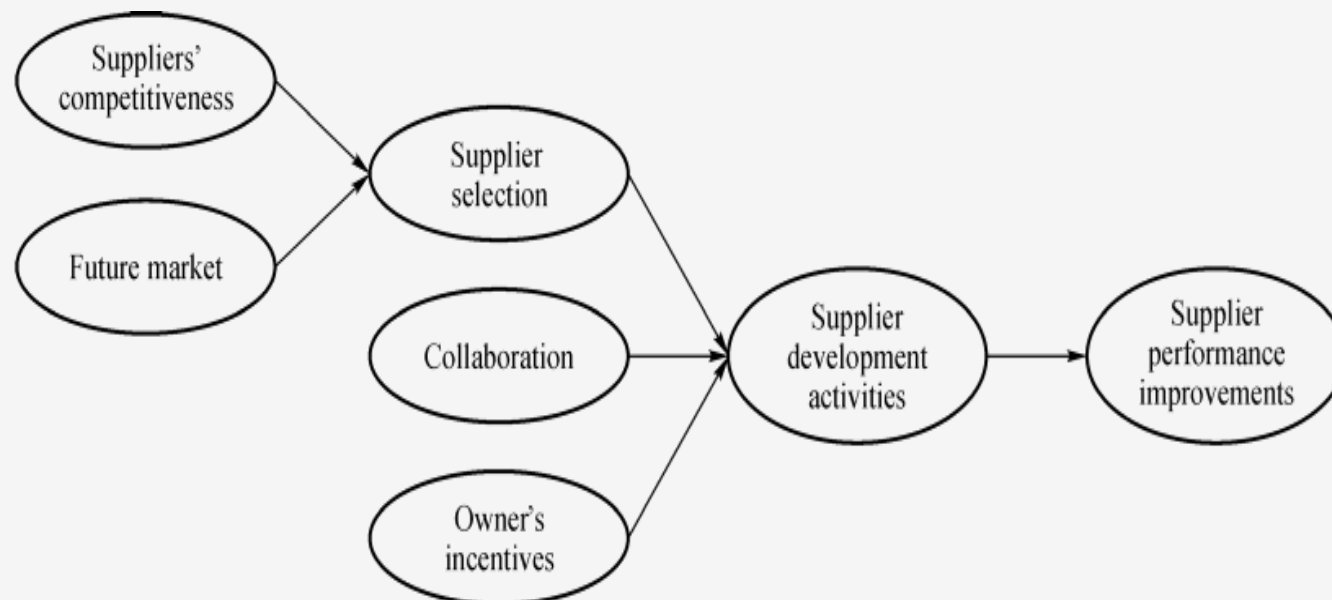 Suppliers’
competitiveness
Future market
Supplier
selection
Collaboration
Owner’s
incentives
Supplier
development
activities
Supplier
performance
improvements